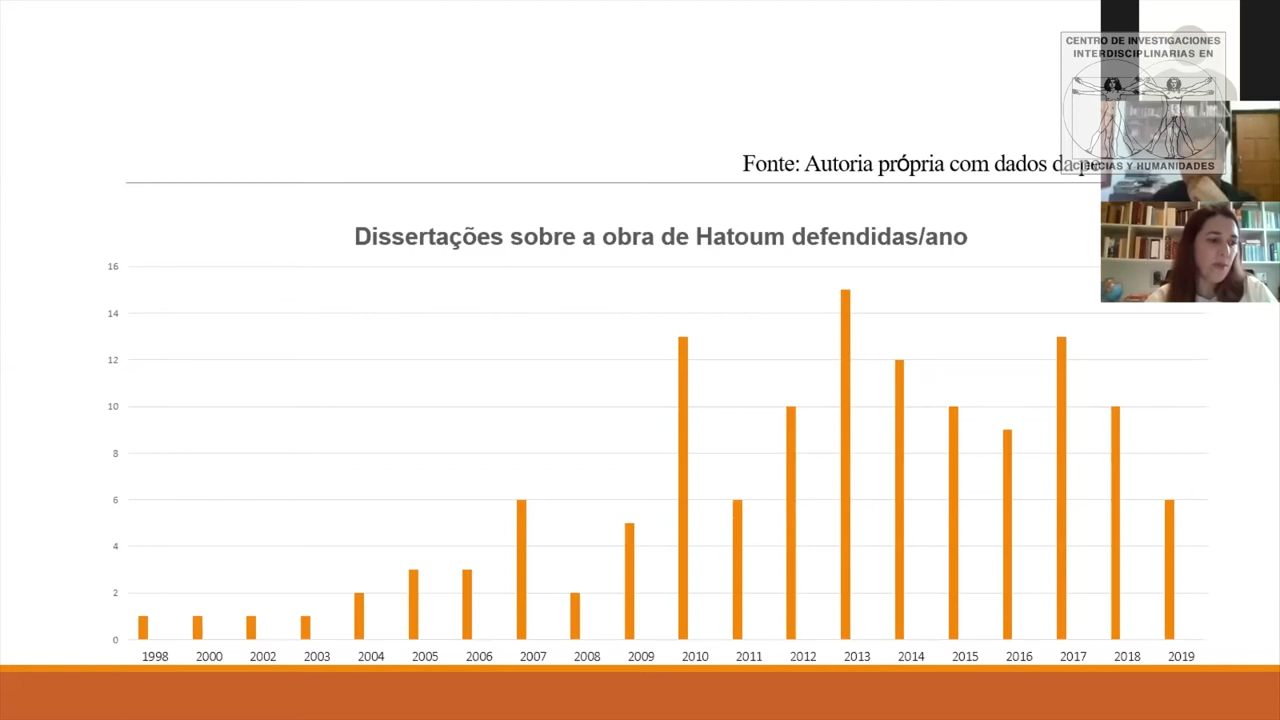 CENTRO DE INVESTIGACIONES
INTERDISCIPLINARIAS EN
CIENCIAS Y HUMANIDADES
Fonte: Autoria própria com dados da
Dissertações sobre a obra de Hatoum defendidas/ano
16
14
12
10
8
6
4
2
0
1998 2000 2002 2003 2004 2005 2006 2007 2008 2009 2010 2011 2012 2013 2014 2015 2016 2017 2018 2019